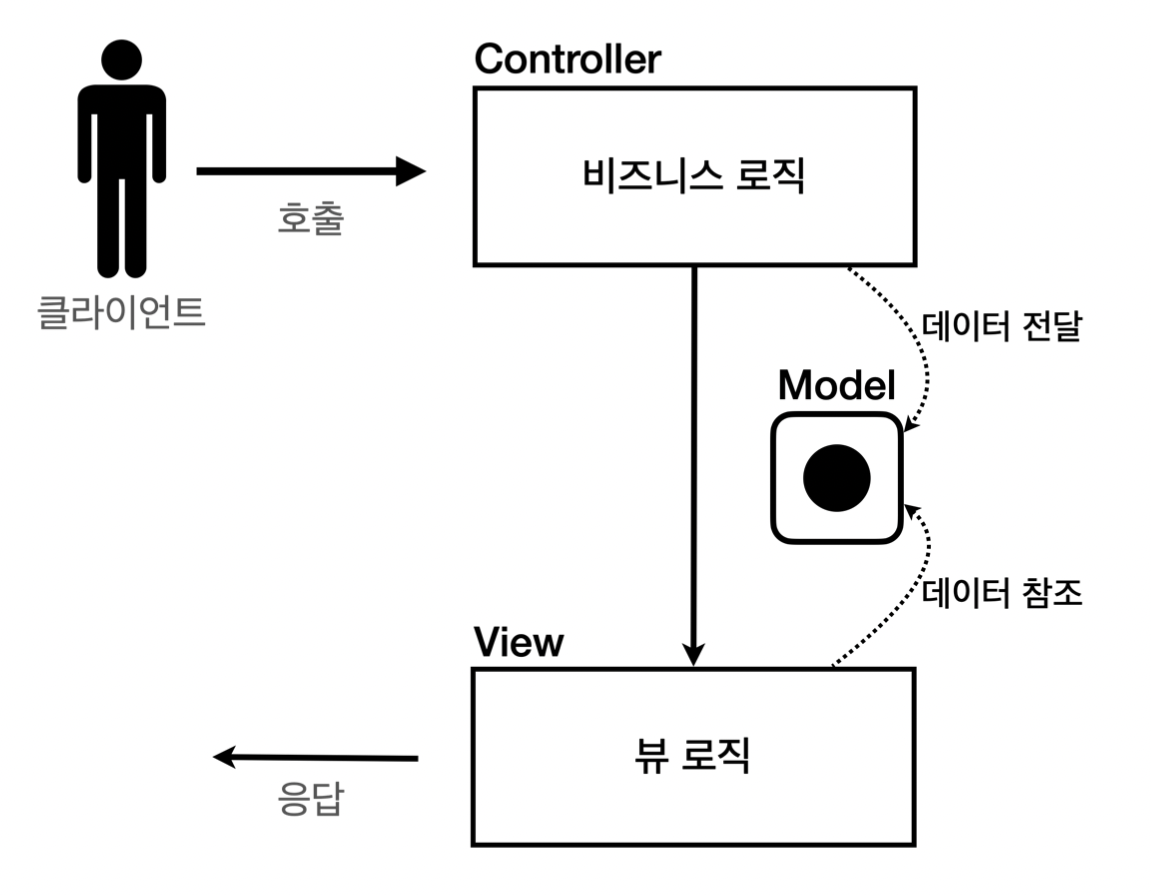 Controller
비즈니스 로직
호출
클라이언트
데이터 전달
Model
데이터 참조
View
뷰 로직
응답